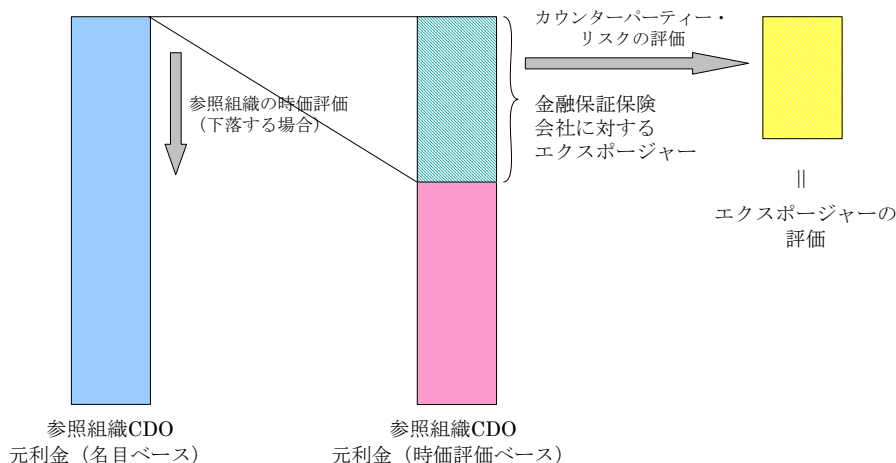 カウンターパーティー・
リスクの評価
参照組織の時価評価
（下落する場合）
金融保証保険
会社に対する
エクスポージャー
||
エクスポージャーの
評価
参照組織CDO
元利金（名目ベース）
参照組織CDO
元利金（時価評価ベース）